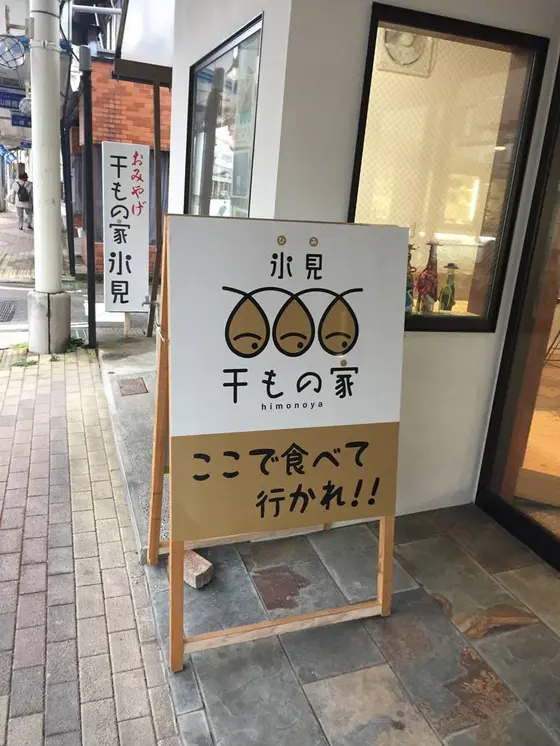 おみやげ
干もの家 氷見
ひみ
氷見
干もの家
himonoya
ここで食べて
行かれ!!